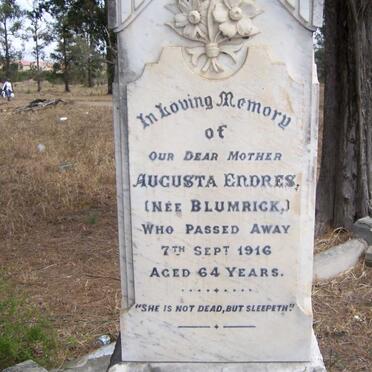 In Loving Memory
of
OUR DEAR MOTHER
AUGUSTA ENDRES,
(NÉE BLUMRICK,)
WHO PASSED AWAY
7TH SEPT 1916
AGED 64 YEARS.
"SHE IS NOT DEAD, BUT SLEEPETH"